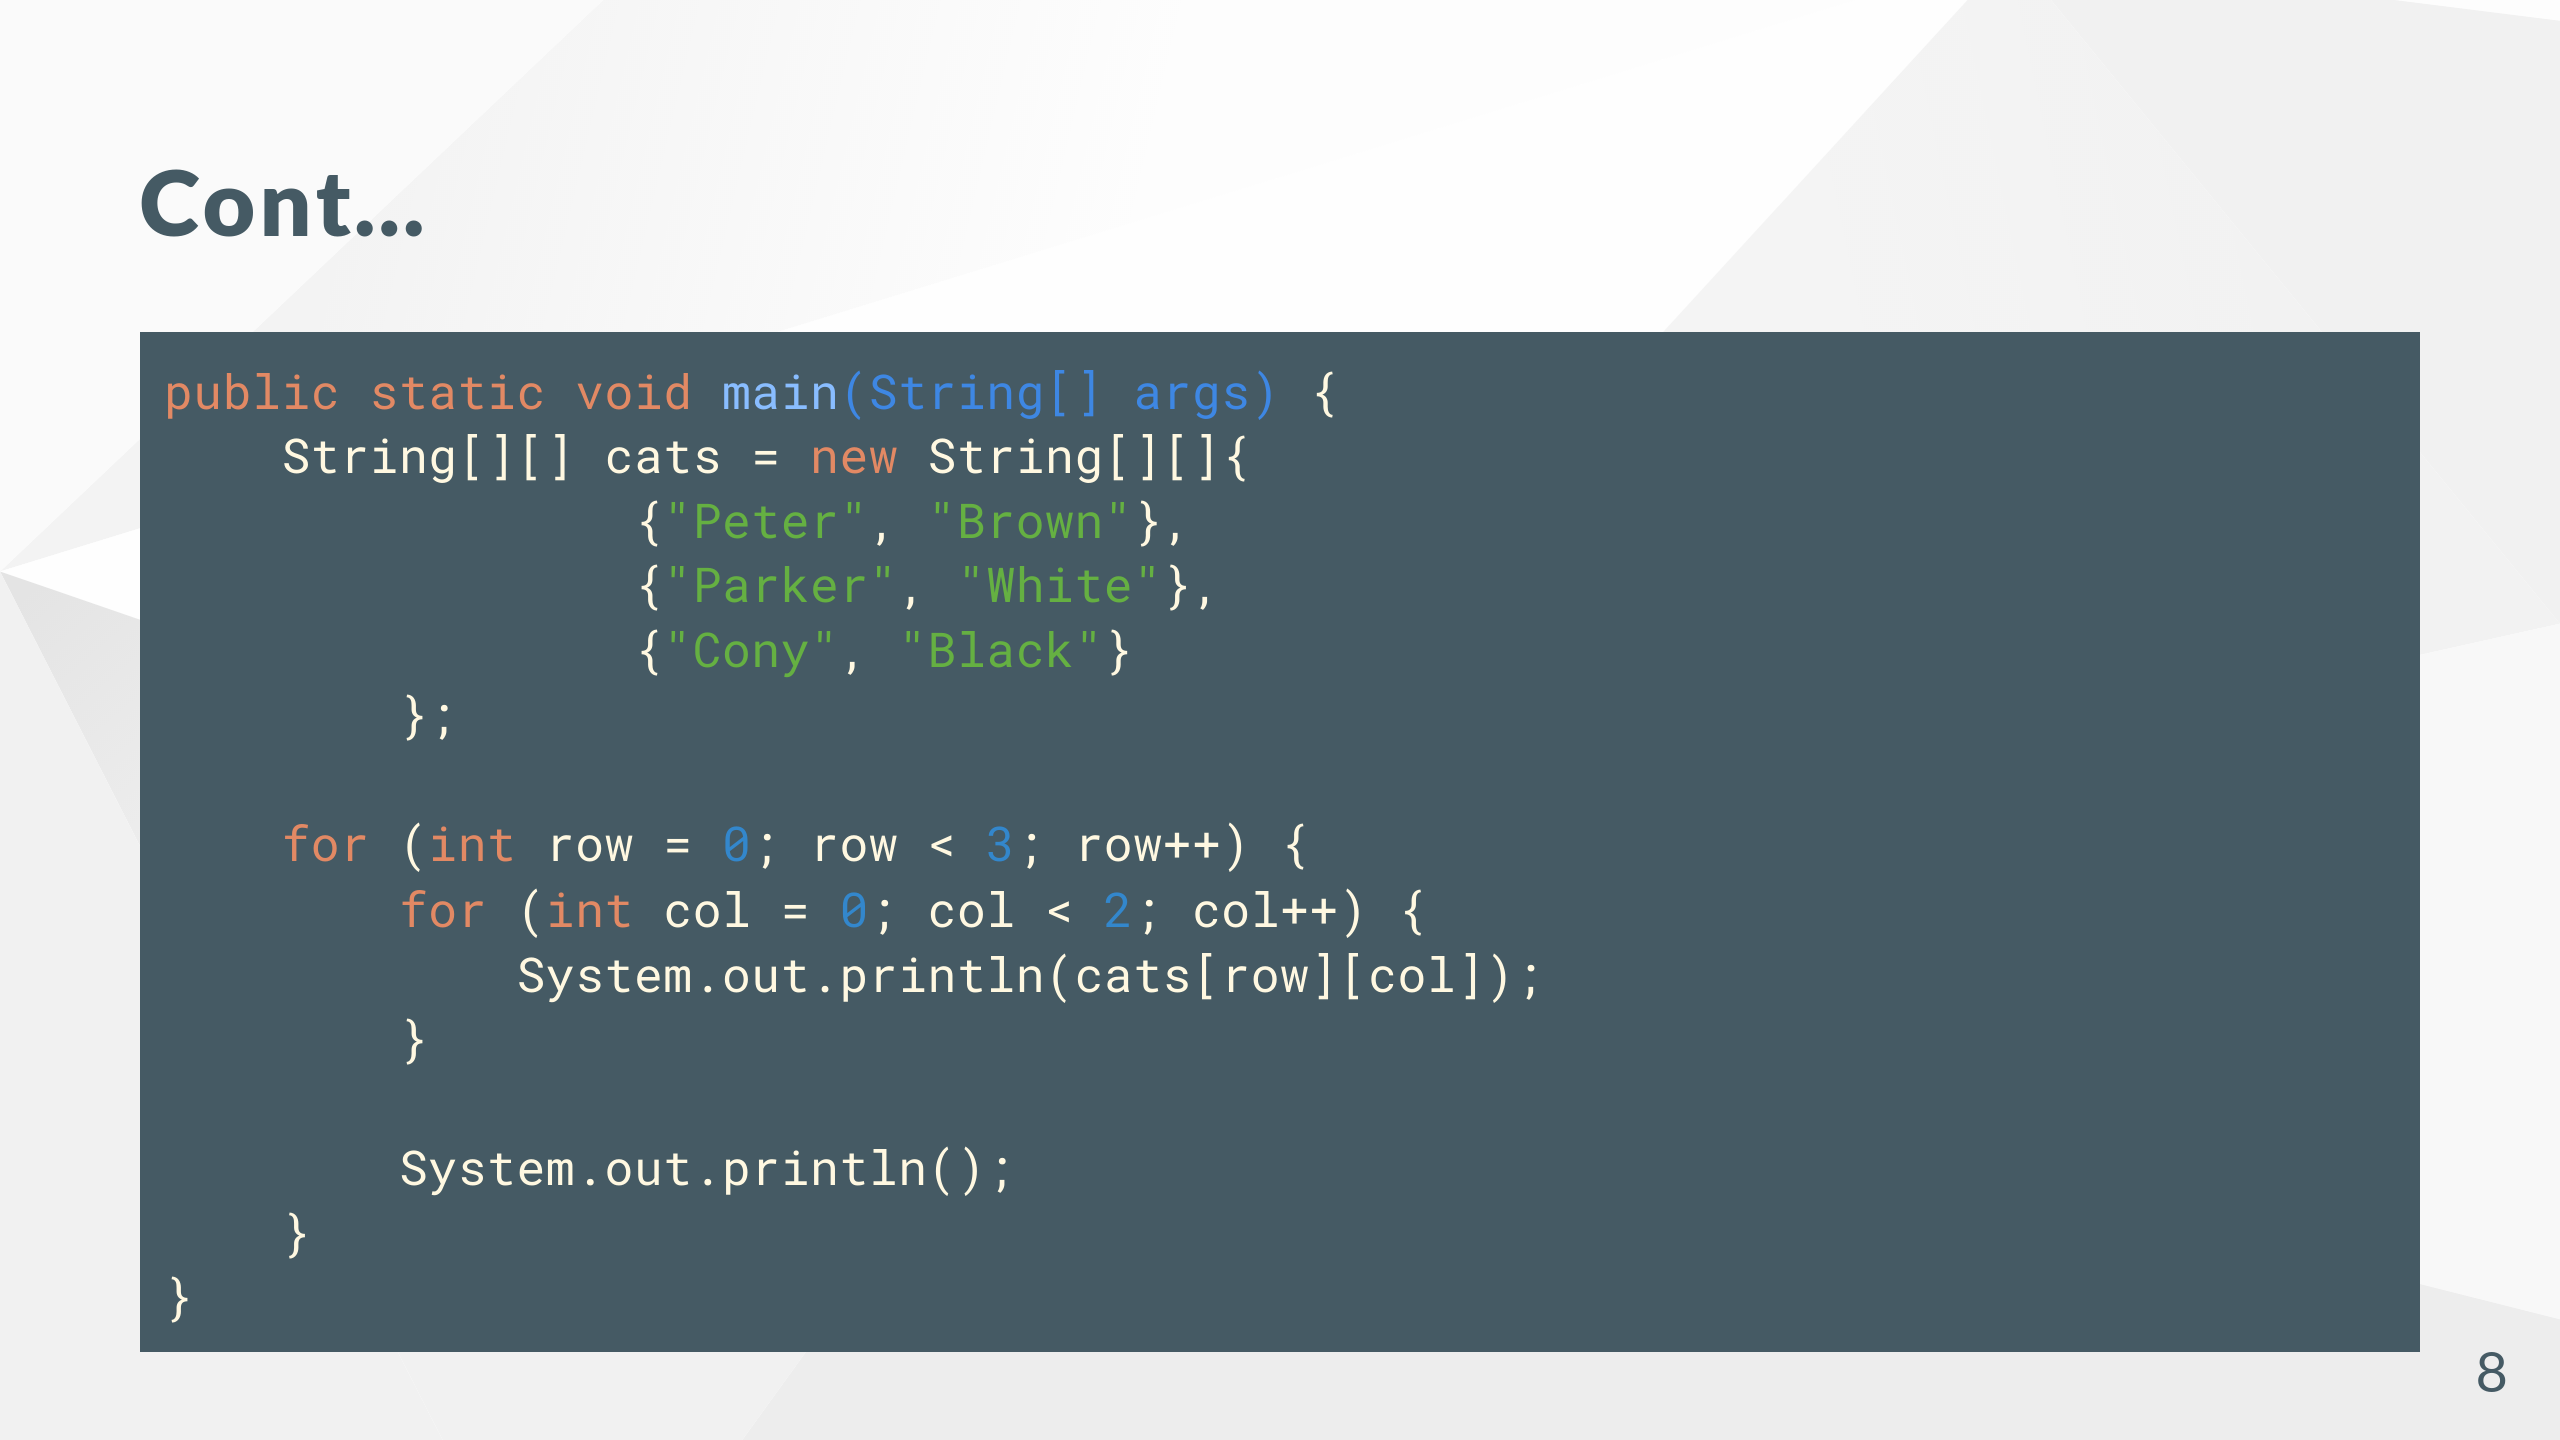 Cont...
public static void main(String[] args) {
    String[][] cats = new String[][]{
                {"Peter", "Brown"},
                {"Parker", "White"},
                {"Cony", "Black"}
        };
    for (int row = 0; row < 3; row++) {
        for (int col = 0; col < 2; col++) {
            System.out.println(cats[row][col]);
        }
        System.out.println();
    }
}
8